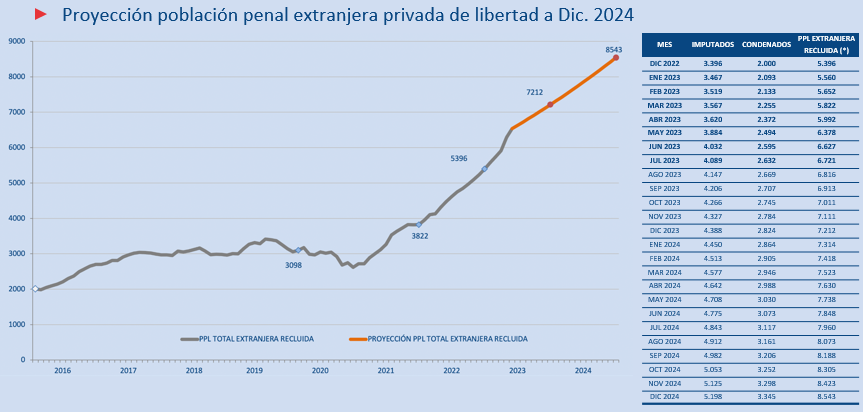 Proyección población penal extranjera privada de libertad a Dic. 2024
9000
8000
7000
6000
5000
4000
3000
2000
1000
0
8543
7212
5396
3822
3098
PPL TOTAL EXTRANJERA RECLUIDA
PROYECCIÓN PPL TOTAL EXTRANJERA RECLUIDA
2016 2017 2018 2019 2020 2021 2022 2023 2024
MES IMPUTADOS CONDENADOS PPL EXTRANJERA RECLUIDA (*)
DIC 2022 3.396 2.000 5.396
ENE 2023 3.467 2.093 5.560
FEB 2023 3.519 2.133 5.652
MAR 2023 3.567 2.255 5.822
ABR 2023 3.620 2.372 5.992
MAY 2023 3.884 2.494 6.378
JUN 2023 4.032 2.595 6.627
JUL 2023 4.089 2.632 6.721
AGO 2023 4.147 2.669 6.816
SEP 2023 4.206 2.707 6.913
OCT 2023 4.266 2.745 7.011
NOV 2023 4.327 2.784 7.111
DIC 2023 4.388 2.824 7.212
ENE 2024 4.450 2.864 7.314
FEB 2024 4.513 2.905 7.418
MAR 2024 4.577 2.946 7.523
ABR 2024 4.642 2.988 7.630
MAY 2024 4.708 3.030 7.738
JUN 2024 4.775 3.073 7.848
JUL 2024 4.843 3.117 7.960
AGO 2024 4.912 3.161 8.073
SEP 2024 4.982 3.206 8.188
OCT 2024 5.053 3.252 8.305
NOV 2024 5.125 3.298 8.423
DIC 2024 5.198 3.345 8.543